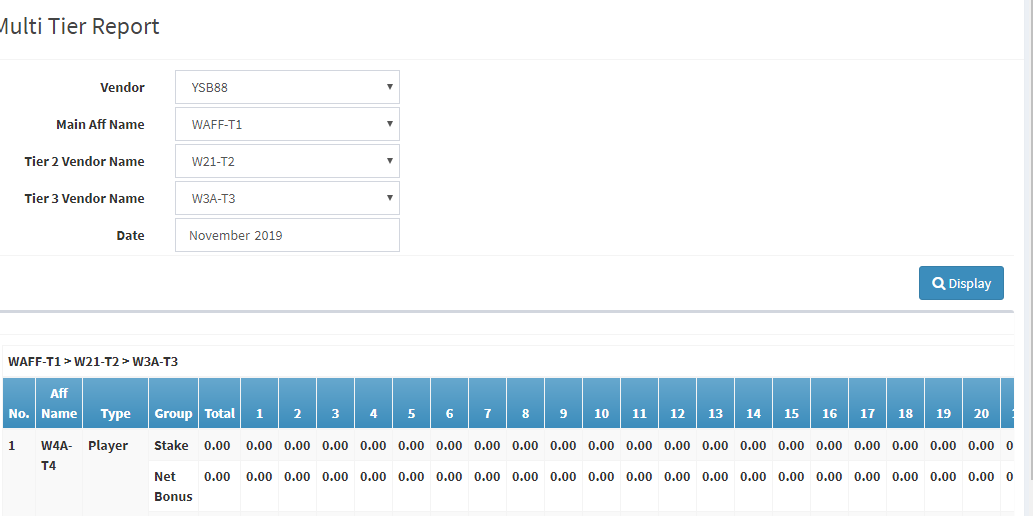 Multi Tier Report
Vendor YSB88
Main Aff Name WAFF-T1
Tier 2 Vendor Name W21-T2
Tier 3 Vendor Name W3A-T3
Date November 2019
Display
WAFF-T1 > W21-T2 > W3A-T3
No. Aff Name Type Group Total 1 2 3 4 5 6 7 8 9 10 11 12 13 14 15 16 17 18 19 20
1 W4A-T4 Player Stake 0.00 0.00 0.00 0.00 0.00 0.00 0.00 0.00 0.00 0.00 0.00 0.00 0.00 0.00 0.00 0.00 0.00 0.00 0.00 0.00 0.00 0
Net Bonus 0.00 0.00 0.00 0.00 0.00 0.00 0.00 0.00 0.00 0.00 0.00 0.00 0.00 0.00 0.00 0.00 0.00 0.00 0.00 0.00 0.00 0